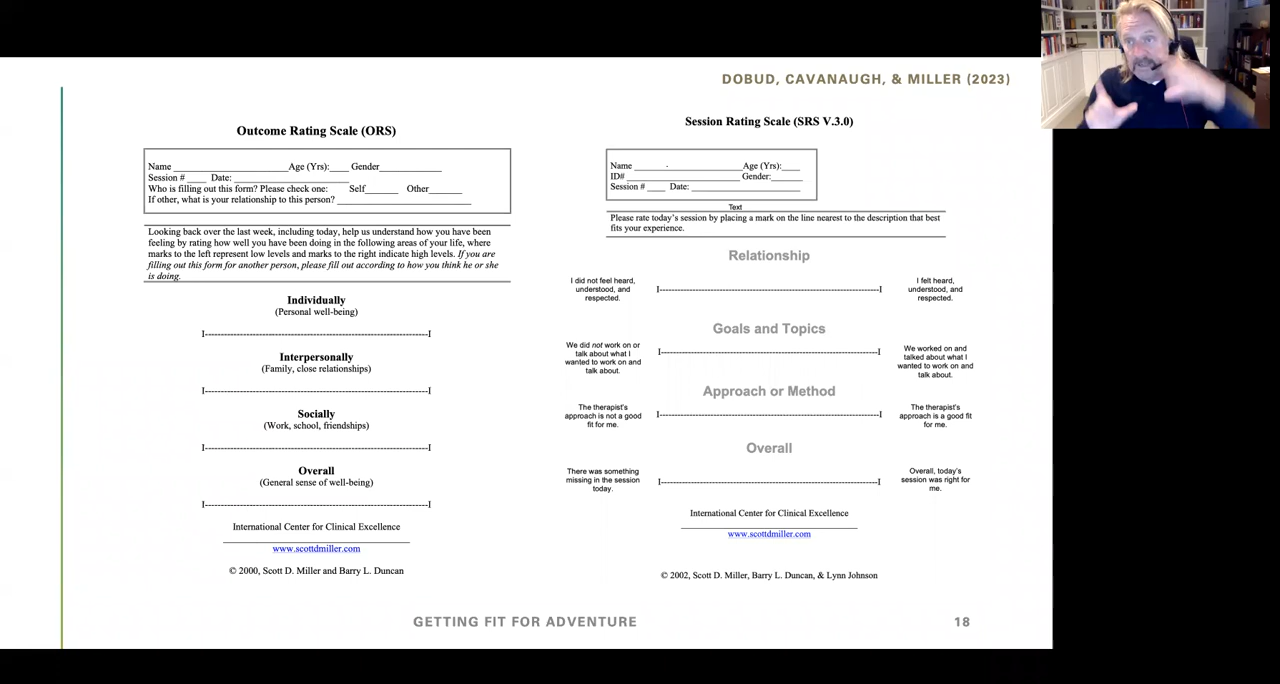 DOBUD, CAVANAUGH, & MILLER (2023)
Outcome Rating Scale (ORS)
Name ________________________Age (Yrs):____ Gender_____________
Session # ____ Date: ________________________
Who is filling out this form? Please check one: Self_______ Other_______
If other, what is your relationship to this person? ____________________________
Looking back over the last week, including today, help us understand how you have been
feeling by rating how well you have been doing in the following areas of your life, where
marks to the left represent low levels and marks to the right indicate high levels. If you are
filling out this form for another person, please fill out according to how you think he or she
is doing.
Individually
(Personal well-being)
I----------------------------------------------------------------------I
Interpersonally
(Family, close relationships)
I----------------------------------------------------------------------I
Socially
(Work, school, friendships)
I----------------------------------------------------------------------I
Overall
(General sense of well-being)
I----------------------------------------------------------------------I
International Center for Clinical Excellence
www.scottdmiller.com
© 2000, Scott D. Miller and Barry L. Duncan
Session Rating Scale (SRS V.3.0)
Name ________________________Age (Yrs):____
ID# _________________________ Gender:_______
Session # ____ Date: ________________________
Text
Please rate today's session by placing a mark on the line nearest to the description that best
fits your experience.
Relationship
I did not feel heard,
understood, and
respected.
I----------------------------------------------------------------------I
I felt heard,
understood, and
respected.
Goals and Topics
We did not work on or
talk about what I
wanted to work on and
talk about.
I----------------------------------------------------------------------I
We worked on and
talked about what I
wanted to work on and
talk about.
Approach or Method
The therapist's
approach is not a good
fit for me.
I----------------------------------------------------------------------I
The therapist's
approach is a good fit
for me.
Overall
There was something
missing in the session
today.
I----------------------------------------------------------------------I
Overall, today's
session was right for
me.
International Center for Clinical Excellence
www.scottdmiller.com
© 2002, Scott D. Miller, Barry L. Duncan, & Lynn Johnson
GETTING FIT FOR ADVENTURE
18